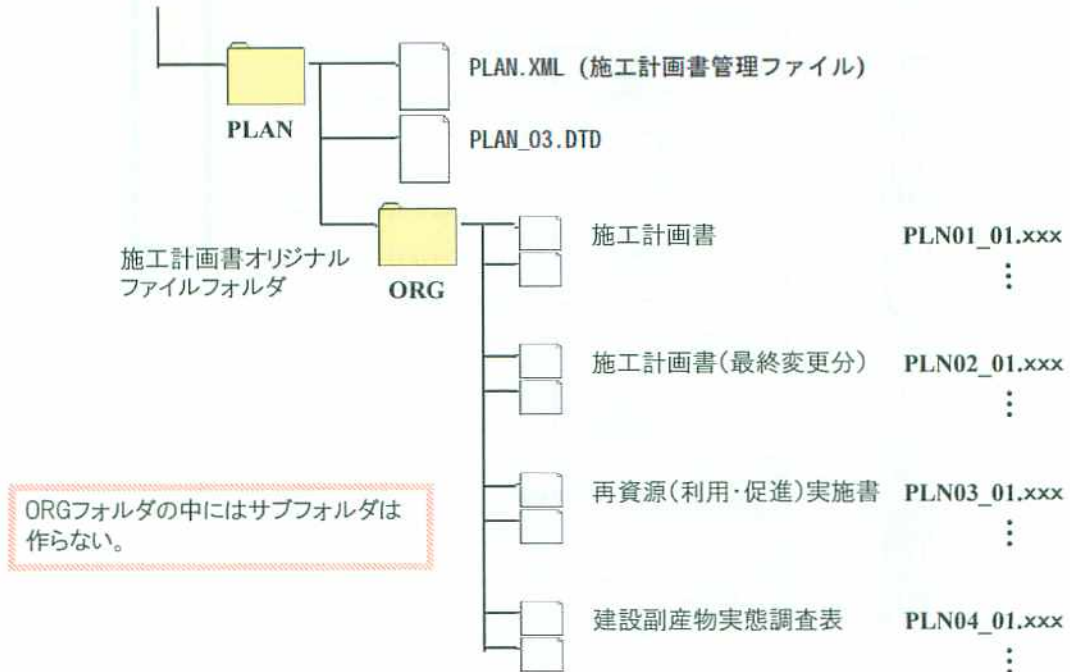 PLAN.XML (施工計画書管理ファイル)
PLAN
PLAN_03.DTD
施工計画書オリジナル
ファイルフォルダ
ORG
施工計画書 PLN01_01.xxx
⋮
施工計画書(最終変更分) PLN02_01.xxx
⋮
再資源(利用・促進)実施書 PLN03_01.xxx
⋮
ORGフォルダの中にはサブフォルダは
作らない。
建設副産物実態調査表 PLN04_01.xxx
⋮